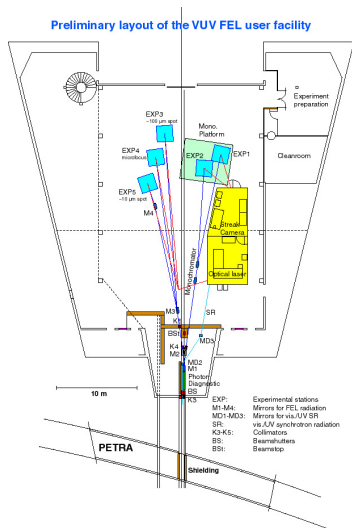 Preliminary layout of the VUV FEL user facility
Experiment
preparation
EXP3
~100 µm spot
Mono.
Platform
EXP4
microfocus
EXP2
EXP1
Cleanroom
EXP5
~10 µm spot
M4
Streak
Camera
Monochromator
Optical laser
M3
SR
K5
BSt
MD3
K4
M2
MD2
M1
Photon
Diagnostic
BS
K3
10 m
EXP: Experimental stations
M1-M4: Mirrors for FEL radiation
MD1-MD3: Mirrors for vis./UV SR
SR: vis./UV synchrotron radiation
K3-K5: Collimators
BS: Beamshutters
BSt: Beamstop
PETRA
Shielding